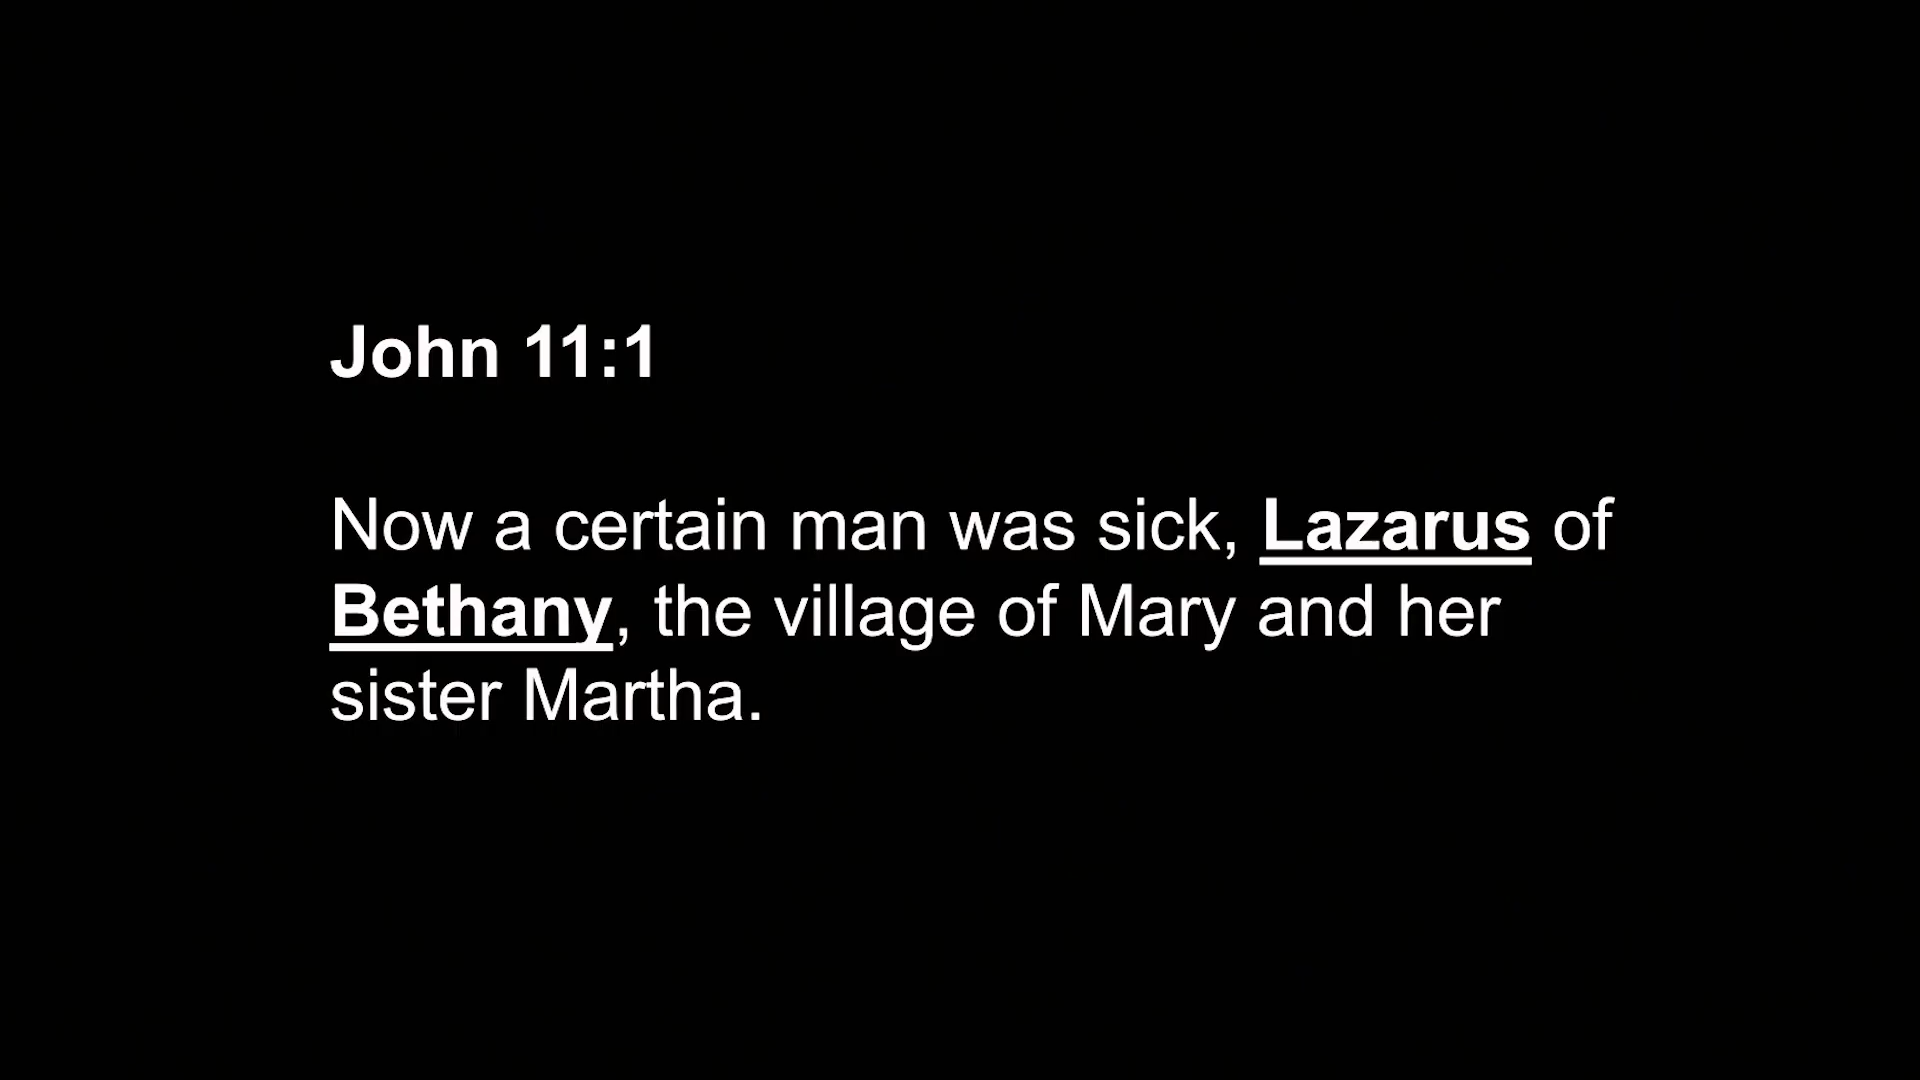 John 11:1
Now a certain man was sick, Lazarus of
Bethany, the village of Mary and her
sister Martha.